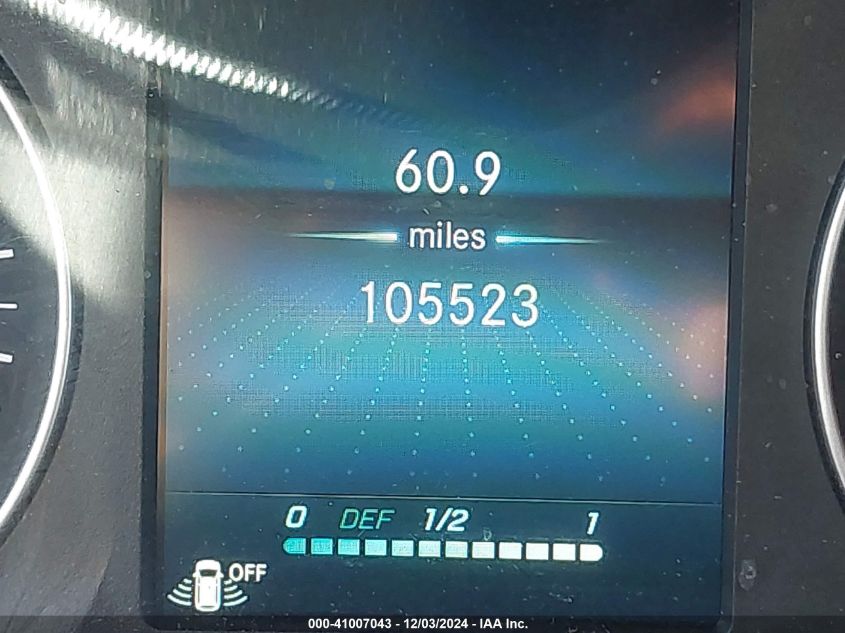 60.9
miles
105523
0 DEF 1/2 1
OFF
000-41007043 - 12/03/2024 - IAA Inc.